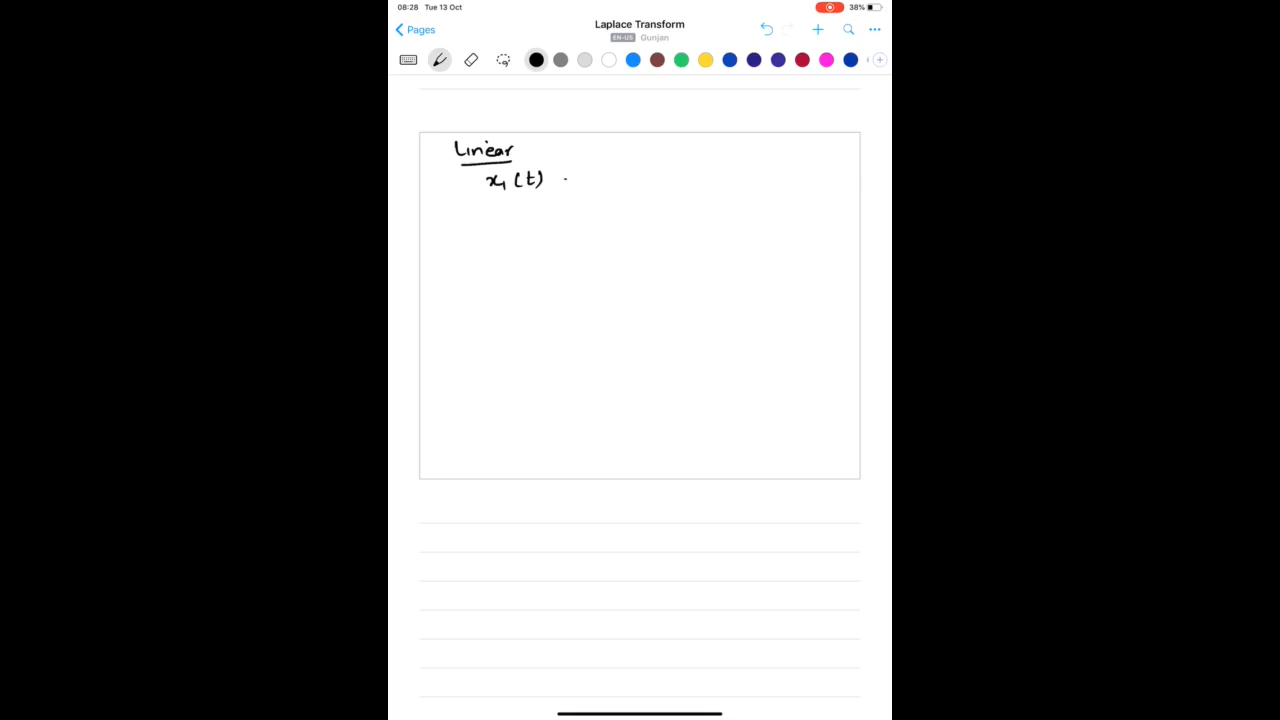 08:28 Tue 13 Oct 38%
Pages
Laplace Transform
EN-US Gunjan
Linear
x₁(t)